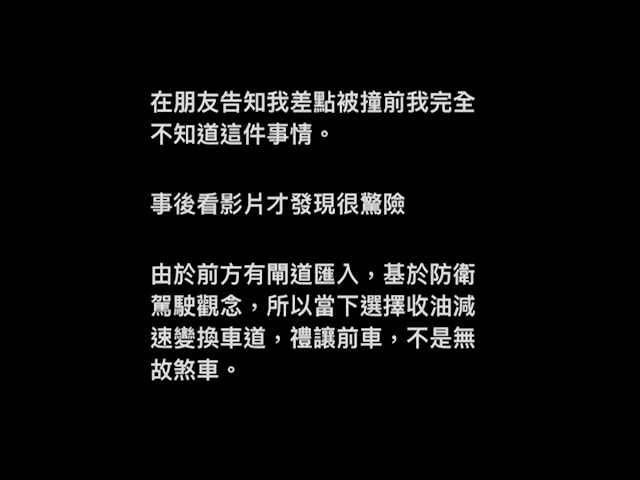 在朋友告知我差點被撞前我完全
不知道這件事情。
事後看影片才發現很驚險
由於前方有閘道匯入，基於防衛
駕駛觀念，所以當下選擇收油減
速變換車道，禮讓前車，不是無
故煞車。